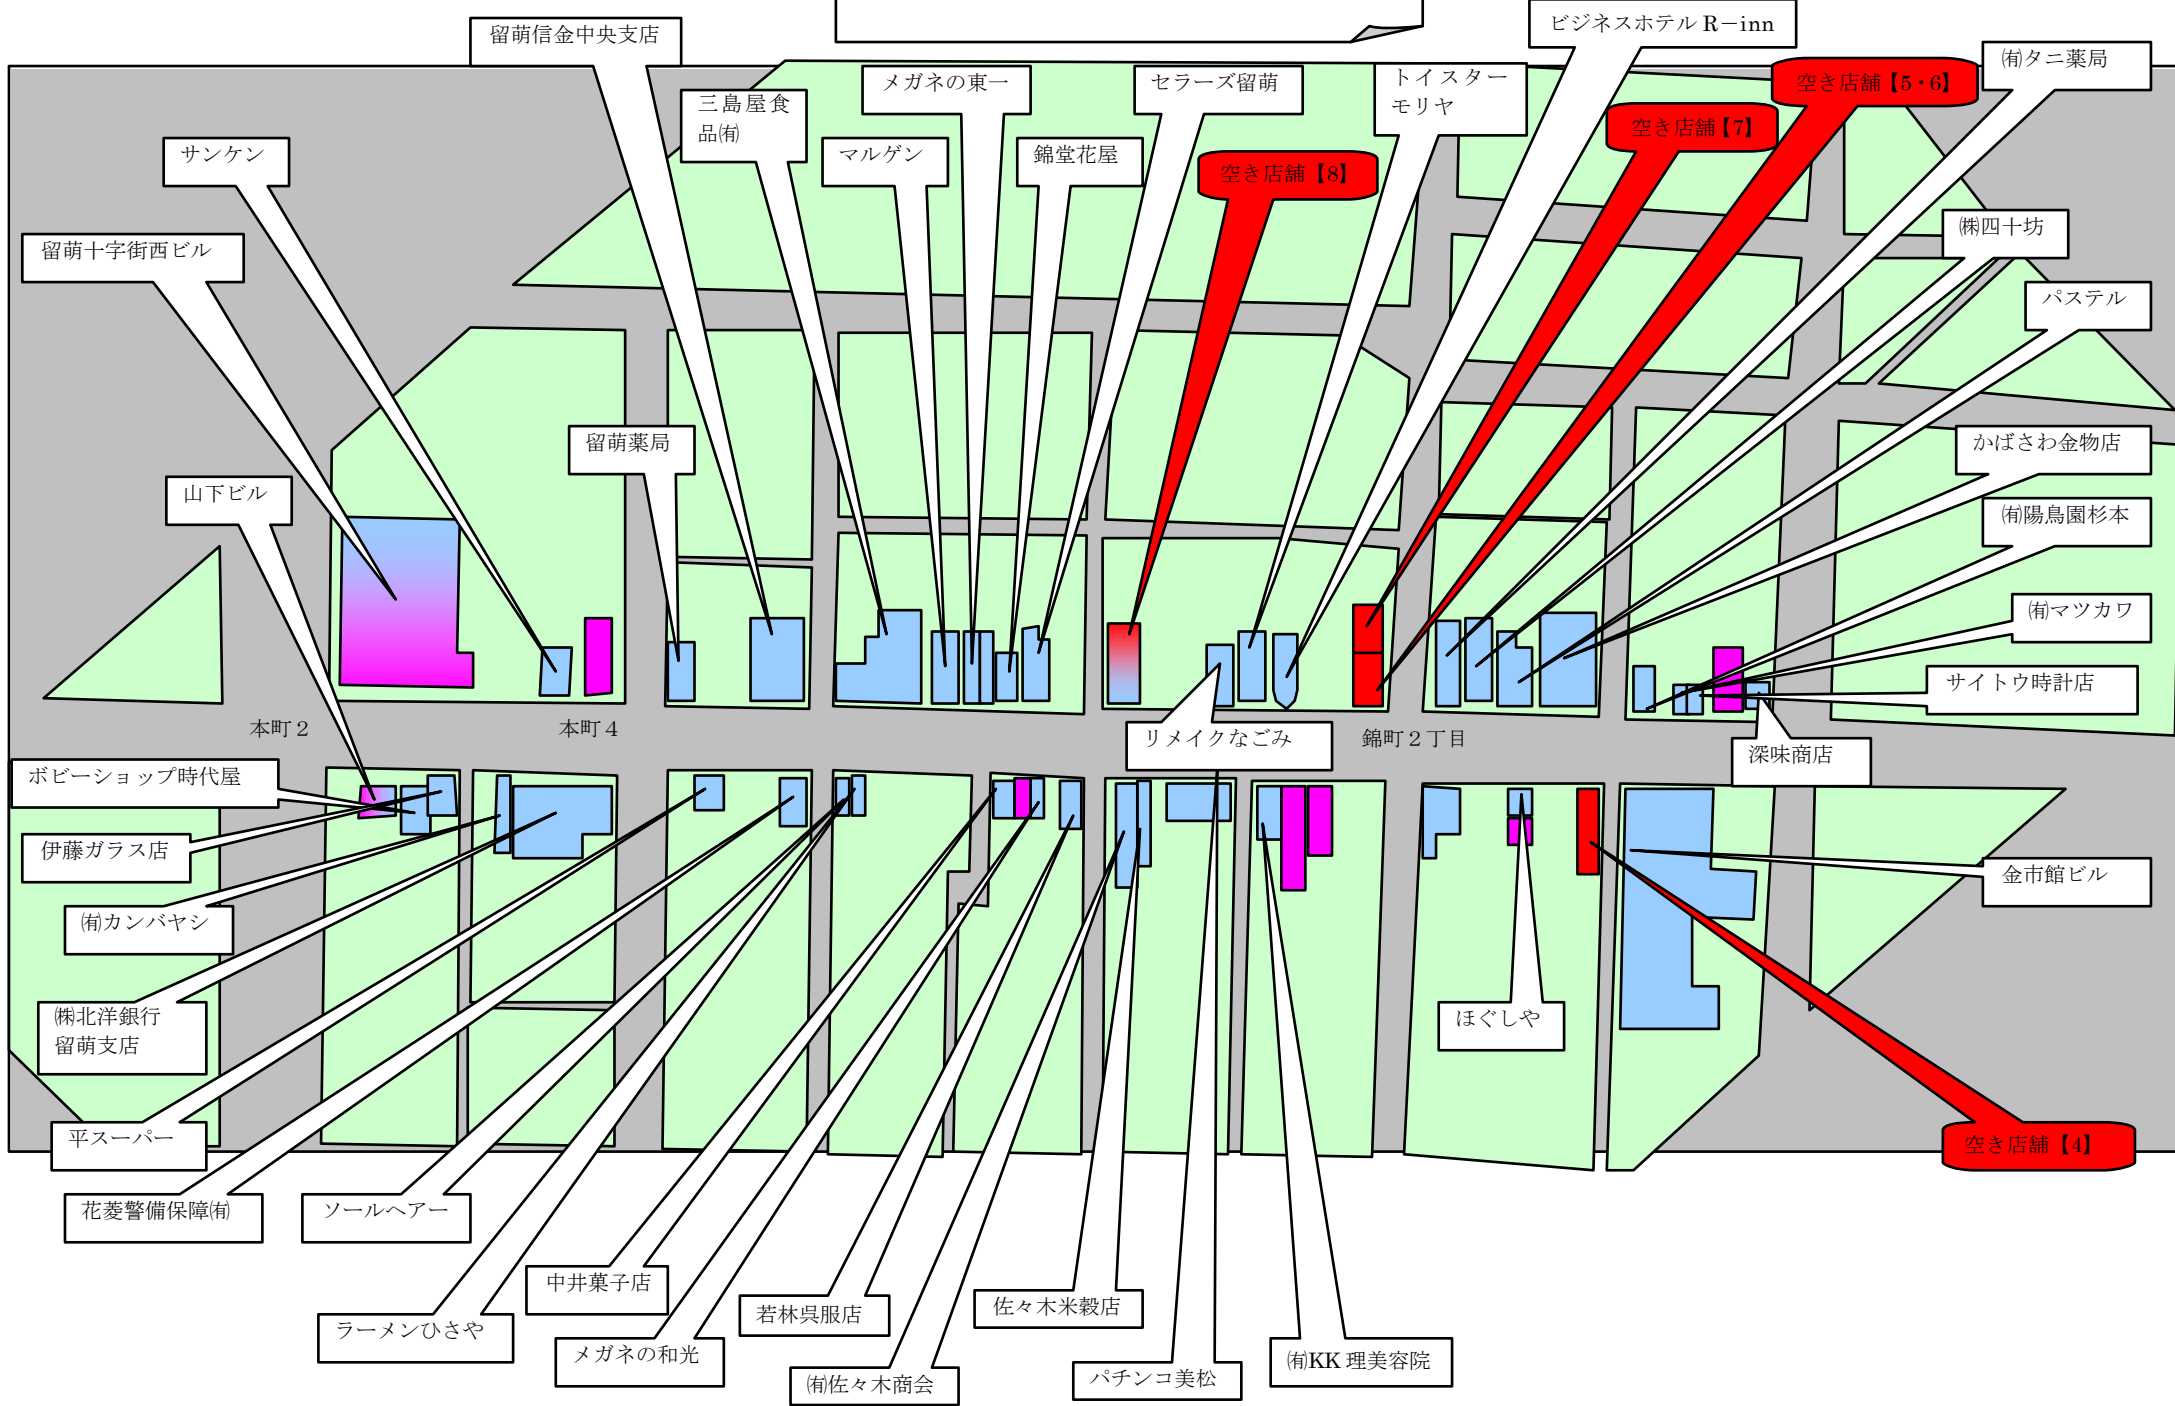 留萌信金中央支店
ビジネスホテル R－inn
㈲タニ薬局
メガネの東一
セラーズ留萌
トイスター
モリヤ
空き店舗【5・6】
三島屋食
品㈲
空き店舗【7】
サンケン
マルゲン
錦堂花屋
空き店舗【8】
留萌十字街西ビル
㈱四十坊
パステル
留萌薬局
かばさわ金物店
山下ビル
㈲陽鳥園杉本
㈲マツカワ
サイトウ時計店
本町２
本町４
リメイクなごみ
錦町２丁目
深味商店
ボビーショップ時代屋
伊藤ガラス店
金市館ビル
㈲カンバヤシ
㈱北洋銀行
留萌支店
ほぐしや
平スーパー
空き店舗【4】
花菱警備保障㈲
ソールヘアー
中井菓子店
若林呉服店
佐々木米穀店
ラーメンひさや
メガネの和光
㈲佐々木商会
パチンコ美松
㈲KK 理美容院